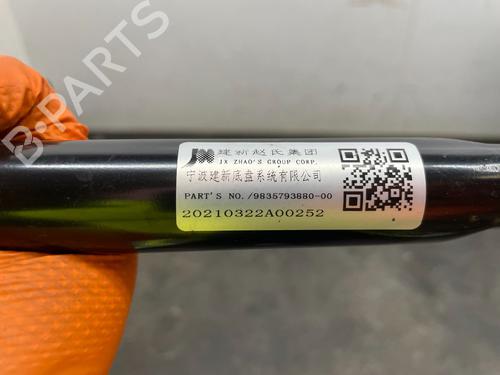 B-PARTS
JX
建新赵氏集团
JX ZHAO'S GROUP CORP.
宁波建新底盘系统有限公司
PART'S NO./9835793880-00
20210322A00252